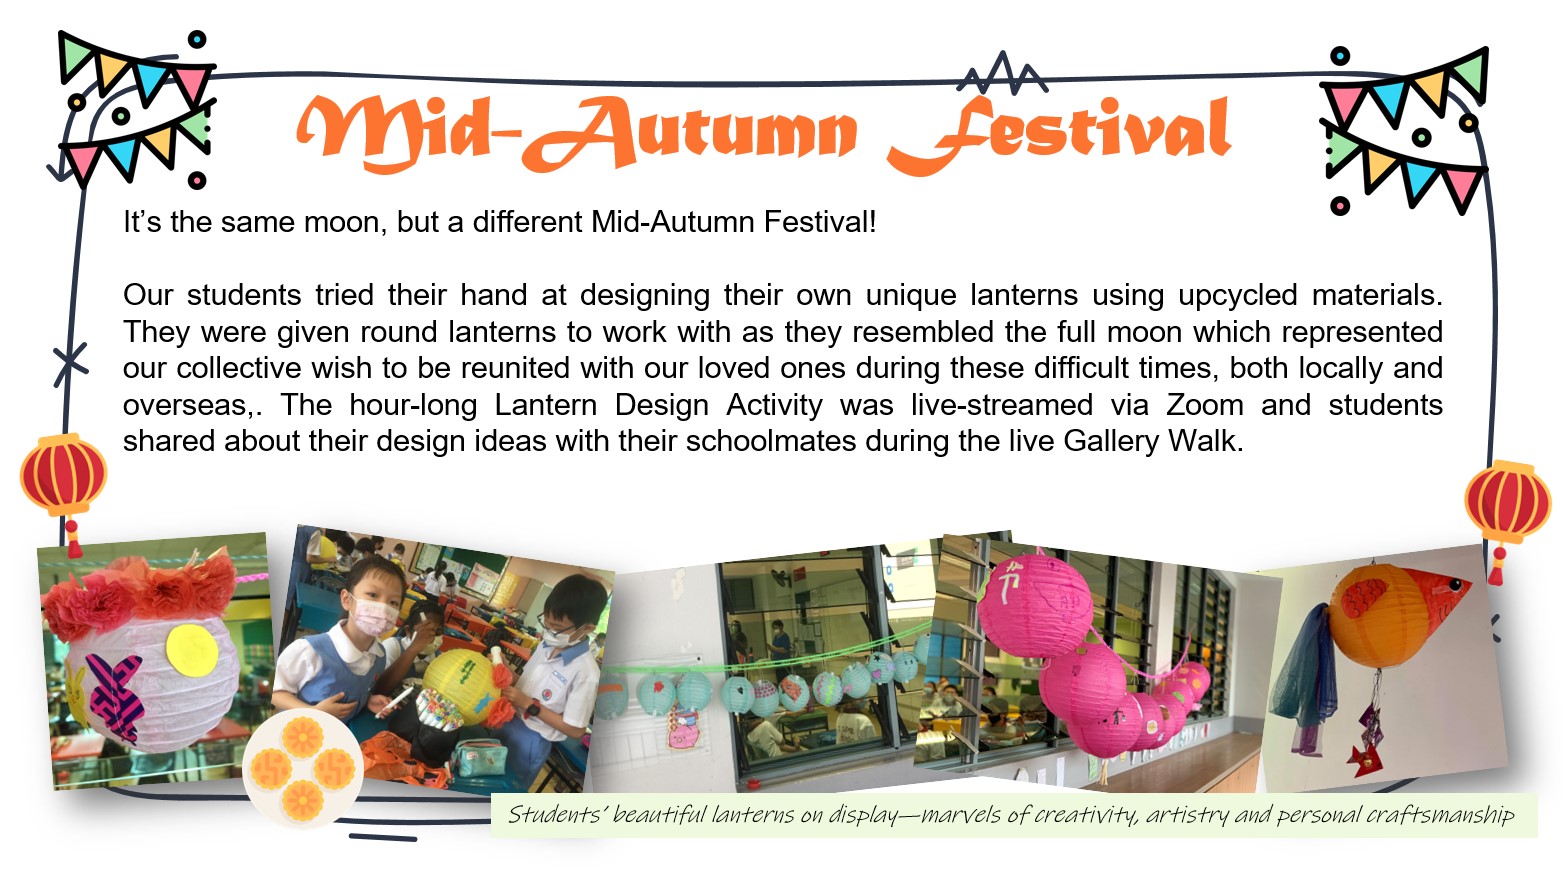 Mid-Autumn Festival
It’s the same moon, but a different Mid-Autumn Festival!
Our students tried their hand at designing their own unique lanterns using upcycled materials.
They were given round lanterns to work with as they resembled the full moon which represented
our collective wish to be reunited with our loved ones during these difficult times, both locally and
overseas,. The hour-long Lantern Design Activity was live-streamed via Zoom and students
shared about their design ideas with their schoolmates during the live Gallery Walk.
Students’ beautiful lanterns on display—marvels of creativity, artistry and personal craftsmanship